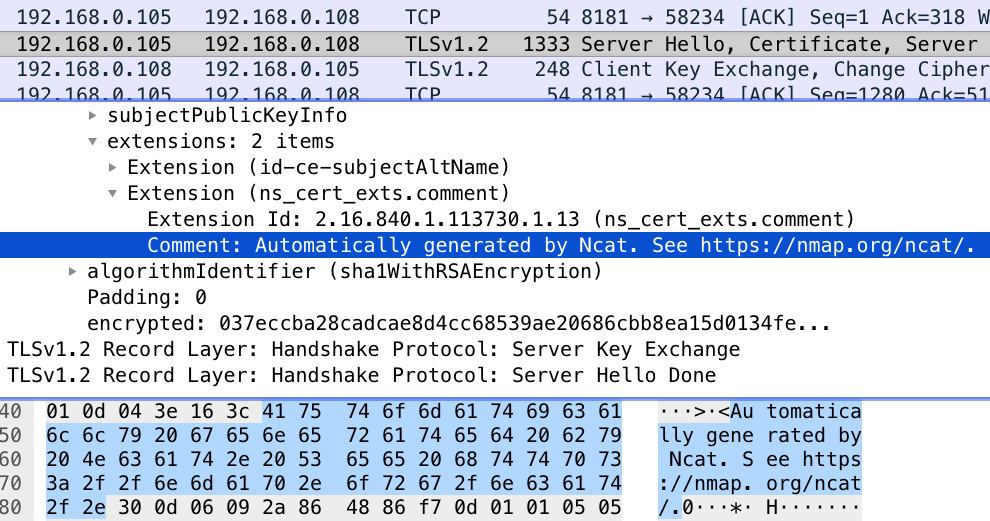 192.168.0.105 192.168.0.108 TCP 54 8181 → 58234 [ACK] Seq=1 Ack=318 W
192.168.0.105 192.168.0.108 TLSv1.2 1333 Server Hello, Certificate, Server
192.168.0.108 192.168.0.105 TLSv1.2 248 Client Key Exchange, Change Cipher
192.168.0.105 192.168.0.108 TCP 54 8181 → 58234 [ACK] Seq=1280 Ack=51
subjectPublicKeyInfo
extensions: 2 items
Extension (id-ce-subjectAltName)
Extension (ns_cert_exts.comment)
Extension Id: 2.16.840.1.113730.1.13 (ns_cert_exts.comment)
Comment: Automatically generated by Ncat. See https://nmap.org/ncat/.
algorithmIdentifier (sha1WithRSAEncryption)
Padding: 0
encrypted: 037eccba28cadcae8d4cc68539ae20686cbb8ea15d0134fe...
TLSv1.2 Record Layer: Handshake Protocol: Server Key Exchange
TLSv1.2 Record Layer: Handshake Protocol: Server Hello Done
40 01 0d 04 3e 16 3c 41 75 74 6f 6d 61 74 69 63 61 ···>·<Au tomatica
50 6c 6c 79 20 67 65 6e 65 72 61 74 65 64 20 62 79 lly gene rated by
60 20 4e 63 61 74 2e 20 53 65 65 20 68 74 74 70 73 Ncat. S ee https
70 3a 2f 2f 6e 6d 61 70 2e 6f 72 67 2f 6e 63 61 74 ://nmap. org/ncat
80 2f 2e 30 0d 06 09 2a 86 48 86 f7 0d 01 01 05 05 /.0···*· H·······